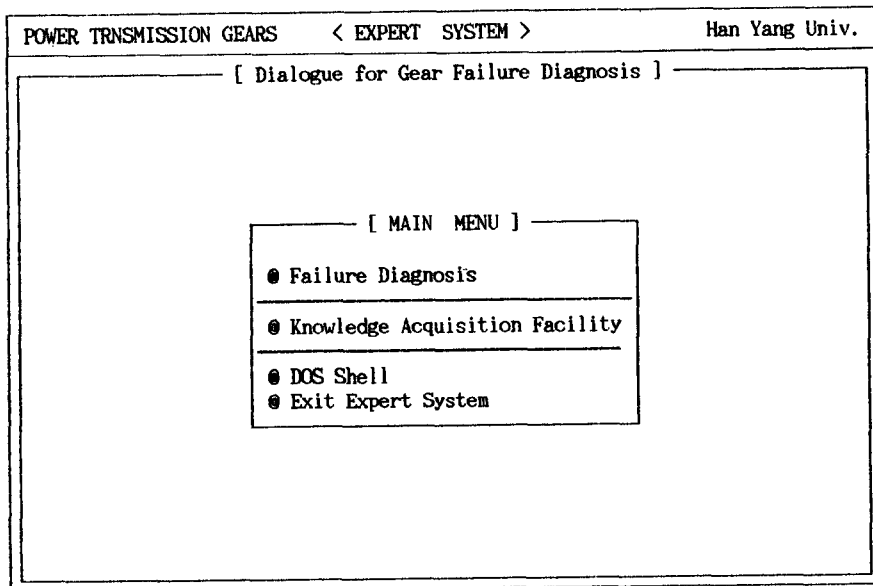 POWER TRNSMISSION GEARS < EXPERT SYSTEM > Han Yang Univ.
[ Dialogue for Gear Failure Diagnosis ]
[ MAIN MENU ]
Failure Diagnosis
Knowledge Acquisition Facility
DOS Shell
Exit Expert System